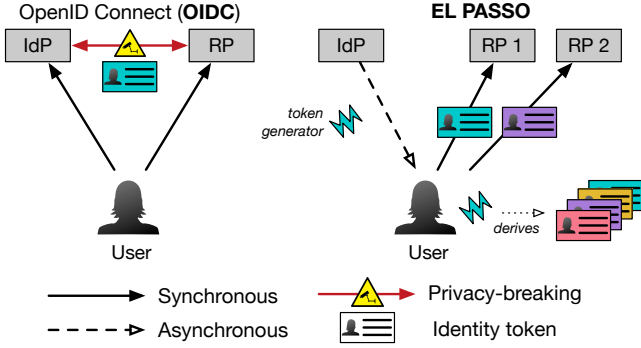 OpenID Connect (OIDC)
IdP
RP
User
EL PASSO
IdP
RP 1
RP 2
token
generator
User
derives
Synchronous
Privacy-breaking
Asynchronous
Identity token